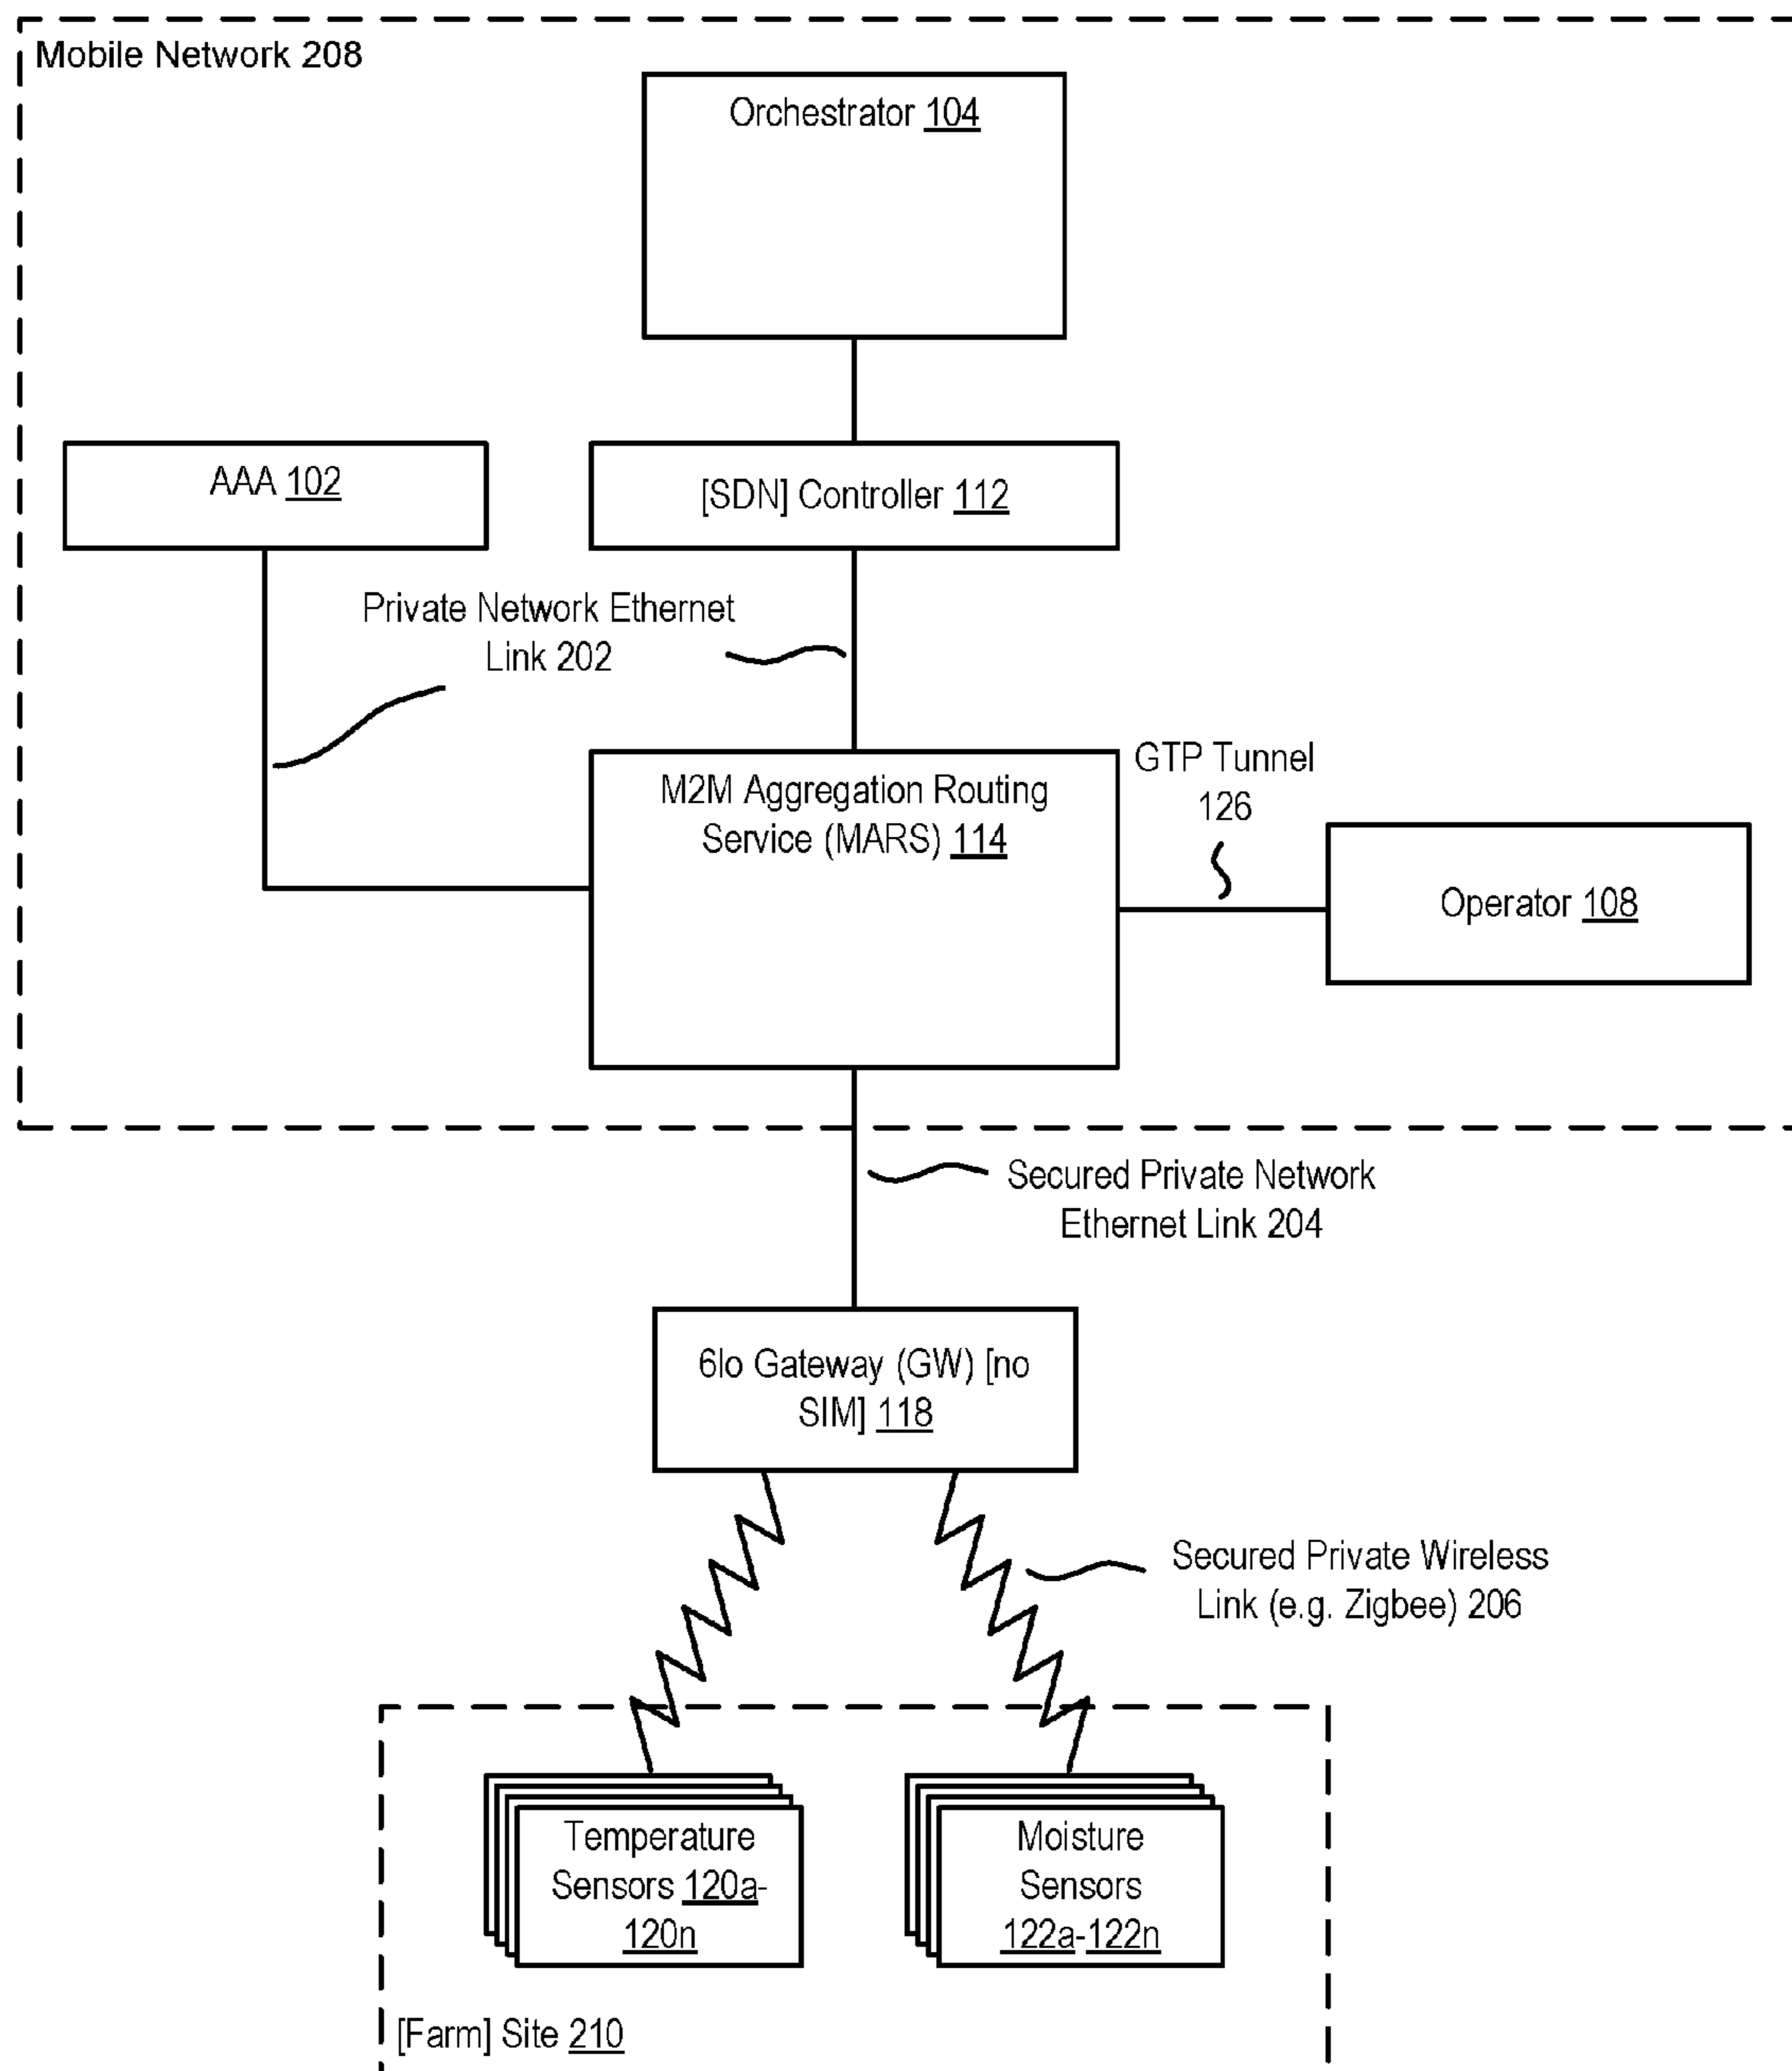 Mobile Network 208
Orchestrator 104
AAA 102
[SDN] Controller 112
Private Network Ethernet
Link 202
M2M Aggregation Routing
Service (MARS) 114
GTP Tunnel
126
Operator 108
Secured Private Network
Ethernet Link 204
6lo Gateway (GW) [no
SIM] 118
Secured Private Wireless
Link (e.g. Zigbee) 206
Temperature
Sensors 120a-
120n
Moisture
Sensors
122a-122n
[Farm] Site 210